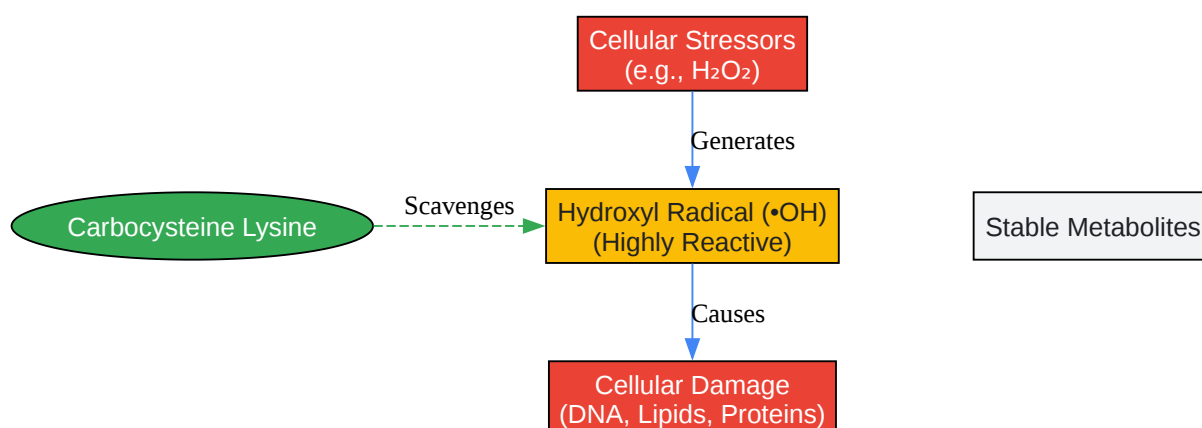 Cellular Stressors
(e.g., H₂O₂)
Generates
Carbocysteine Lysine
Scavenges
Hydroxyl Radical (•OH)
(Highly Reactive)
Stable Metabolites
Causes
Cellular Damage
(DNA, Lipids, Proteins)